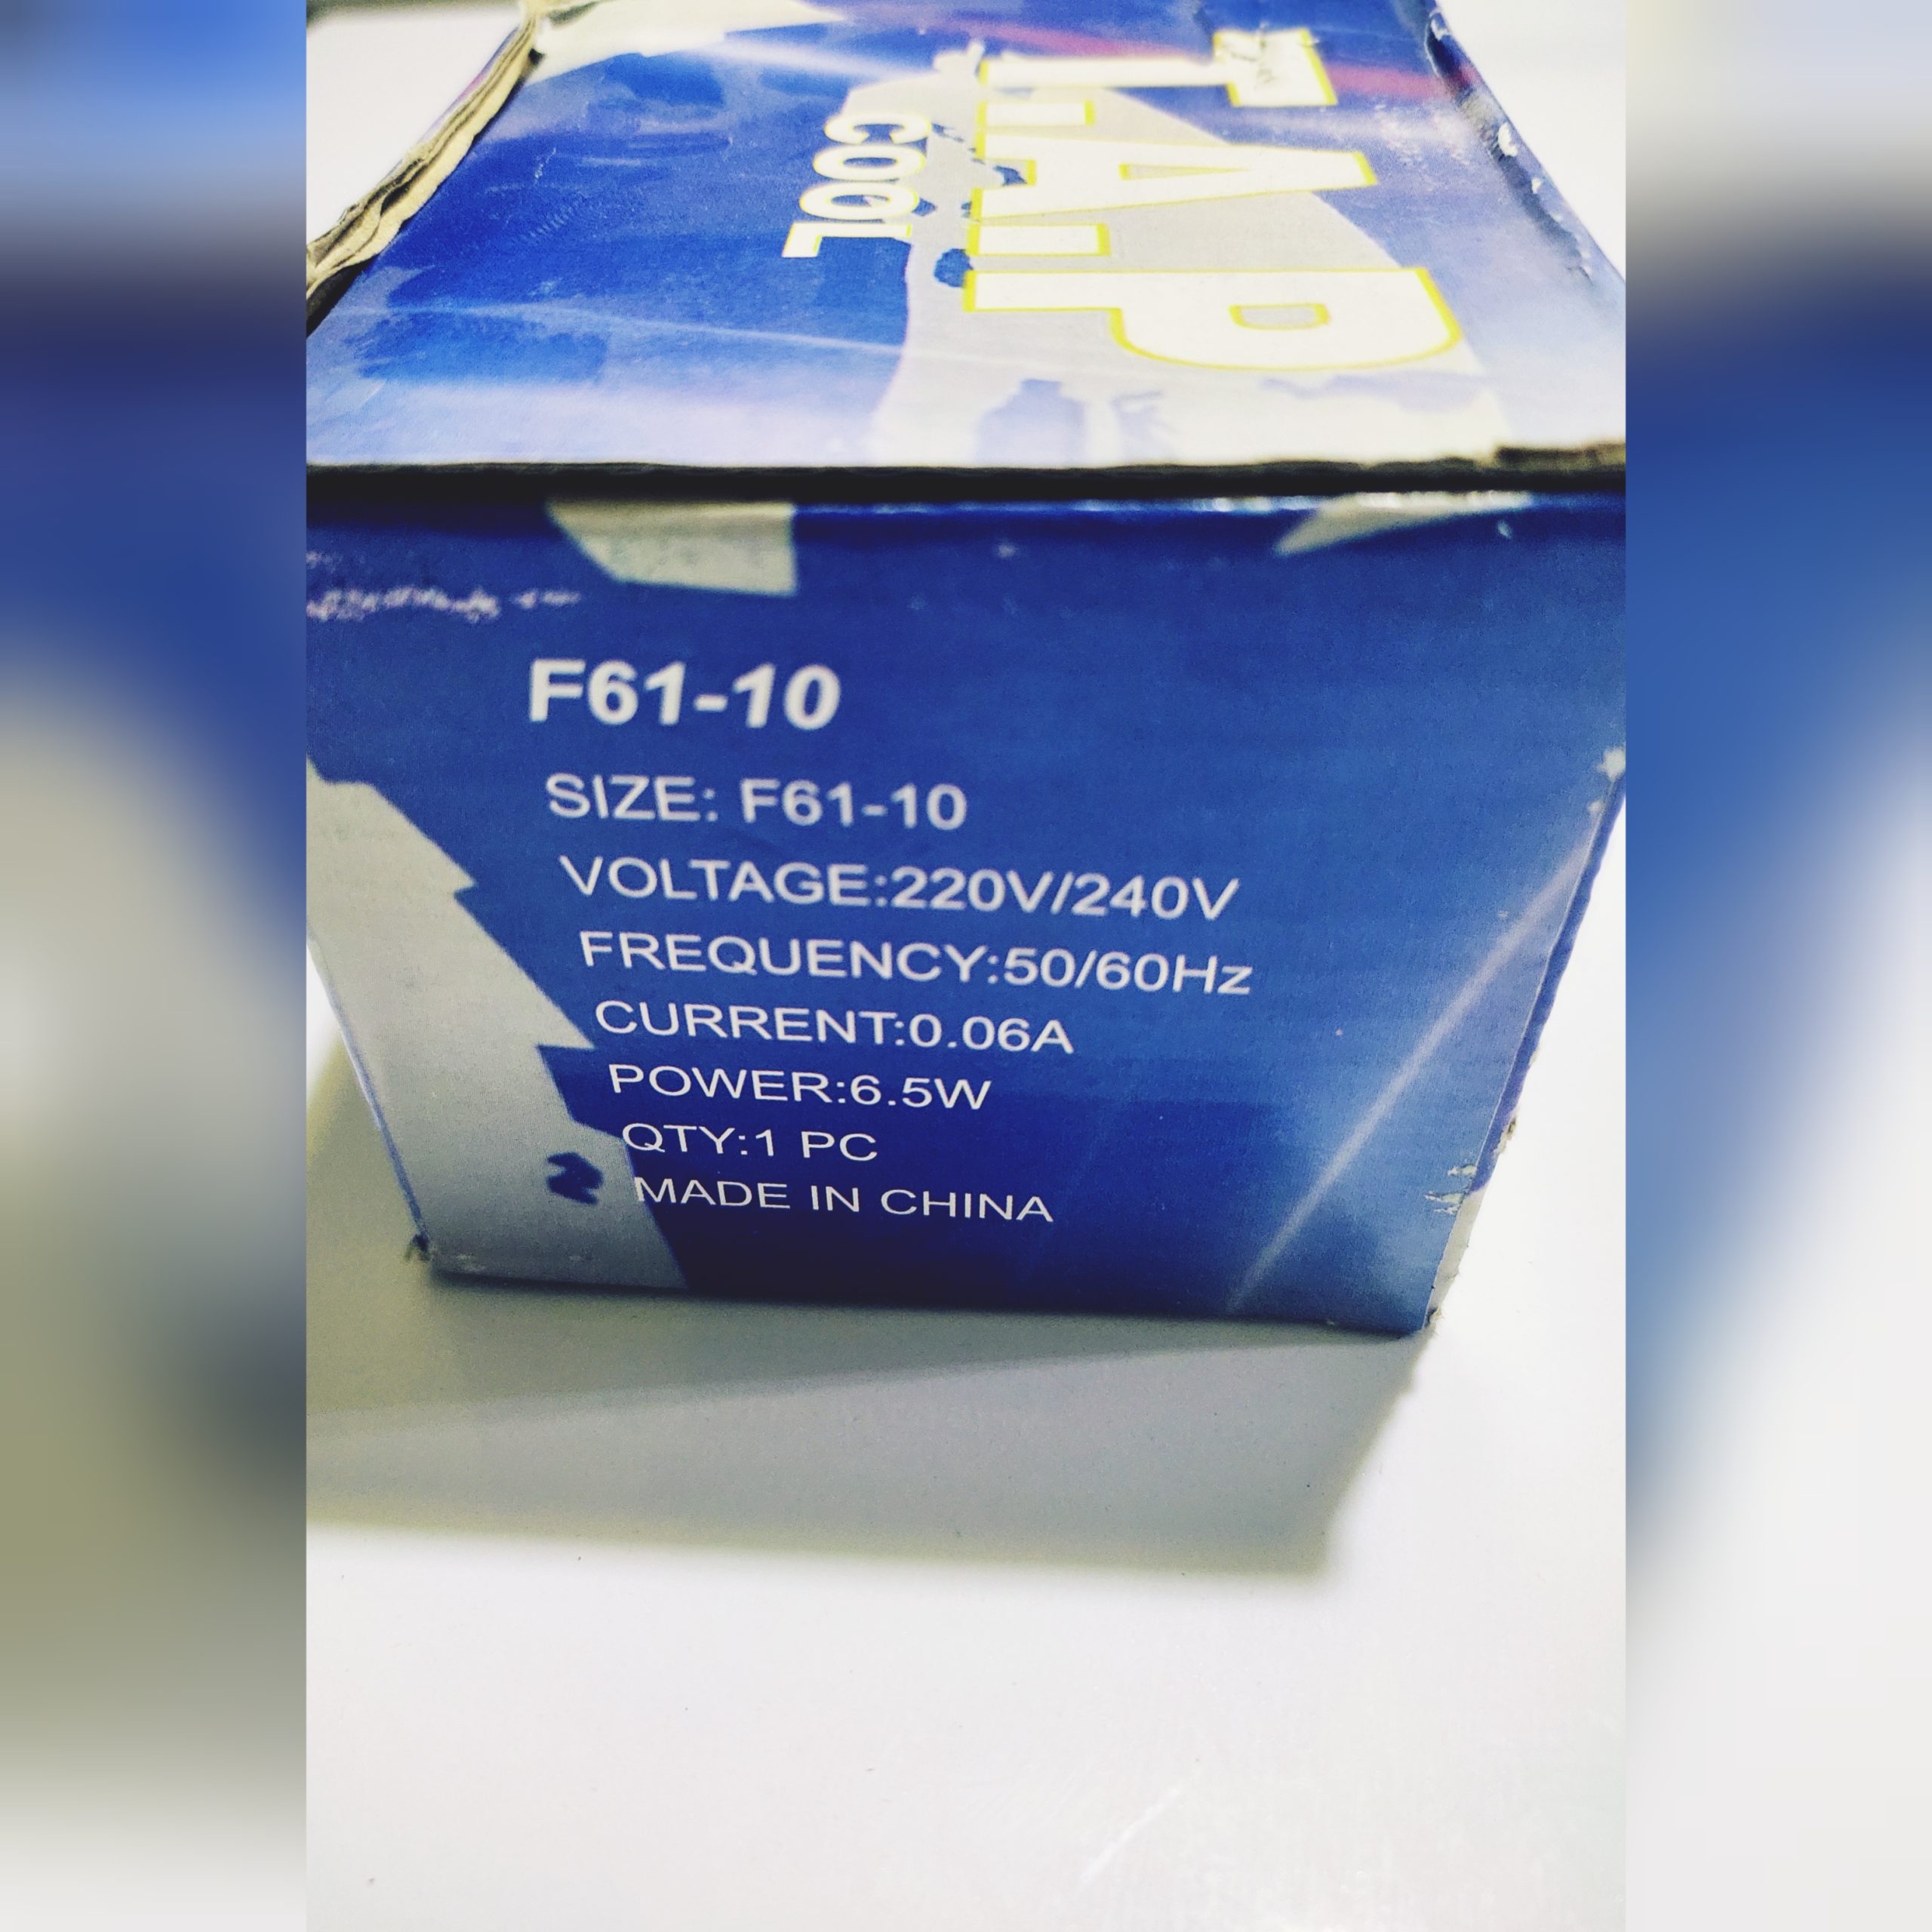 T.A.P
COOL
F61-10
SIZE: F61-10
VOLTAGE:220V/240V
FREQUENCY:50/60Hz
CURRENT:0.06A
POWER:6.5W
QTY:1 PC
MADE IN CHINA